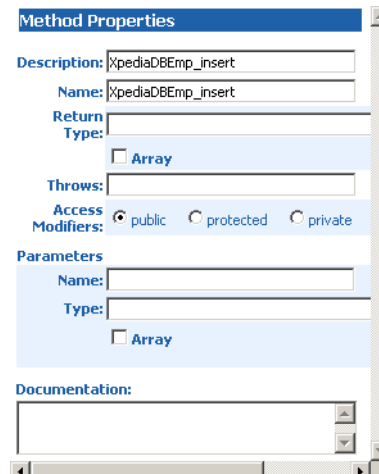 Method Properties
Description: XpediaDBEmp_insert
Name: XpediaDBEmp_insert
Return
Type:
Array
Throws:
Access
Modifiers: public protected private
Parameters
Name:
Type:
Array
Documentation: